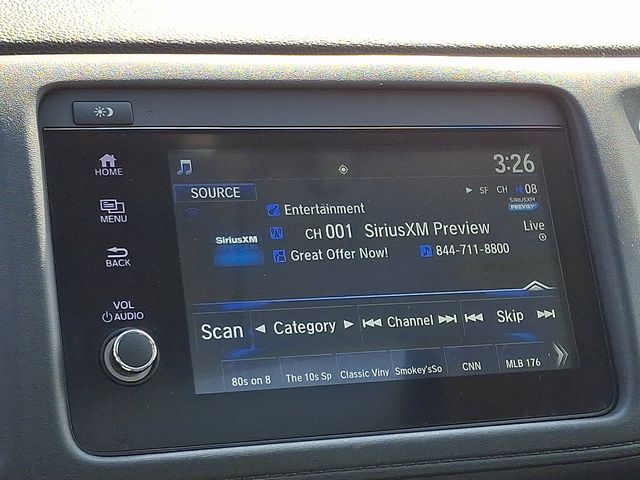 HOME
MENU
BACK
VOL
AUDIO
3:26
SOURCE
SF CH 08
SIRIUSXM
PREVIEW
Entertainment
SiriusXM
CH 001 SiriusXM Preview
Live
Great Offer Now!
844-711-8800
Scan
Category
Channel
Skip
80s on 8
The 10s Sp
Classic Viny
Smokey'sSo
CNN
MLB 176